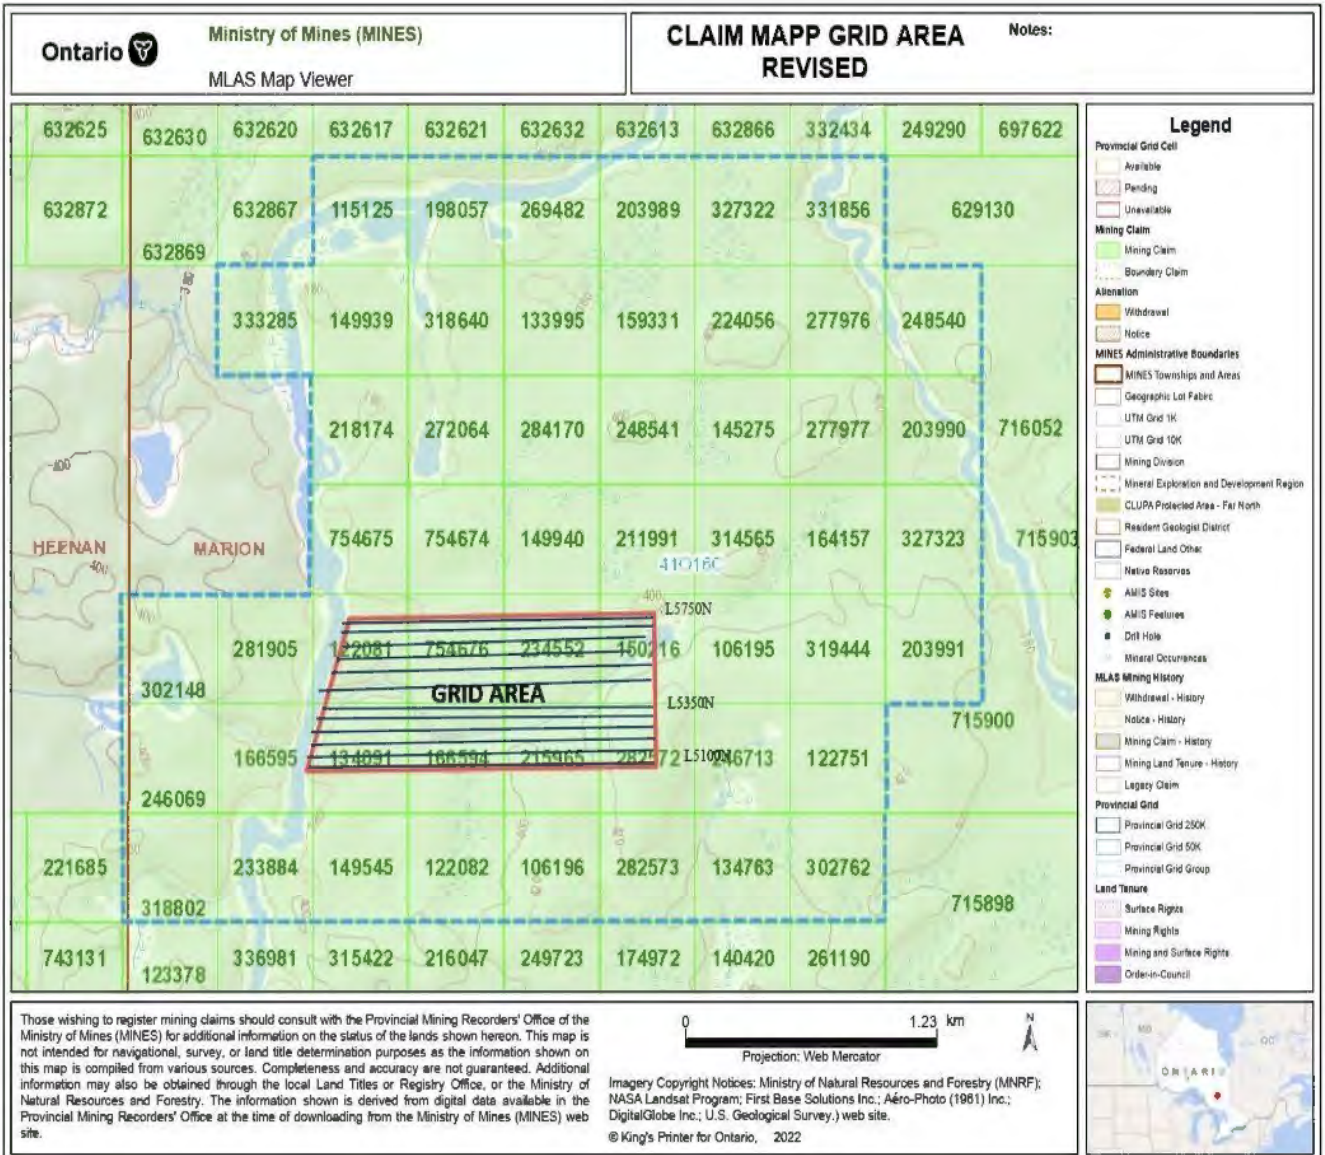 Ontario
Ministry of Mines (MINES)
MLAS Map Viewer
CLAIM MAPP GRID AREA
REVISED
Notes:
632625 632630 632620 632617 632621 632632 632613 632866 332434 249290 697622
632872 632867 115125 198057 269482 203989 327322 331856 629130
632869
333285 149939 318640 133995 159331 224056 277976 248540
218174 272064 284170 248541 145275 277977 203990 716052
754675 754674 149940 211991 314565 164157 327323 715903
HEENAN MARION
41O16C
L5750N
281905 122081 754676 234552 150216 106195 319444 203991
302148
GRID AREA
L5350N
715900
166595 134091 166594 215965 282572 246713 122751
L5100N
246069
221685 233884 149545 122082 106196 282573 134763 302762
318802
715898
743131 336981 315422 216047 249723 174972 140420 261190
123378
Legend
Provincial Grid Cell
Available
Pending
Unavailable
Mining Claim
Mining Claim
Boundary Claim
Alienation
Withdrawal
Notice
MINES Administrative Boundaries
MINES Townships and Areas
Geographic Lot Fabric
UTM Grid 1K
UTM Grid 10K
Mining Division
Mineral Exploration and Development Region
CLUPA Protected Area - Far North
Resident Geologist District
Federal Land Other
Native Reserves
AMIS Sites
AMIS Features
Drill Hole
Mineral Occurrences
MLAS Mining History
Withdrawal - History
Notice - History
Mining Claim - History
Mining Land Tenure - History
Legacy Claim
Provincial Grid
Provincial Grid 250K
Provincial Grid 50K
Provincial Grid Group
Land Tenure
Surface Rights
Mining Rights
Mining and Surface Rights
Order-in-Council
Those wishing to register mining claims should consult with the Provincial Mining Recorders' Office of the
Ministry of Mines (MINES) for additional information on the status of the lands shown hereon. This map is
not intended for navigational, survey, or land title determination purposes as the information shown on
this map is compiled from various sources. Completeness and accuracy are not guaranteed. Additional
information may also be obtained through the local Land Titles or Registry Office, or the Ministry of
Natural Resources and Forestry. The information shown is derived from digital data available in the
Provincial Mining Recorders' Office at the time of downloading from the Ministry of Mines (MINES) web
site.
0 1.23 km
N
Projection: Web Mercator
Imagery Copyright Notices: Ministry of Natural Resources and Forestry (MNRF);
NASA Landsat Program; First Base Solutions Inc.; Aéro-Photo (1961) Inc.;
DigitalGlobe Inc.; U.S. Geological Survey.) web site.
© King's Printer for Ontario, 2022
ONTARIO